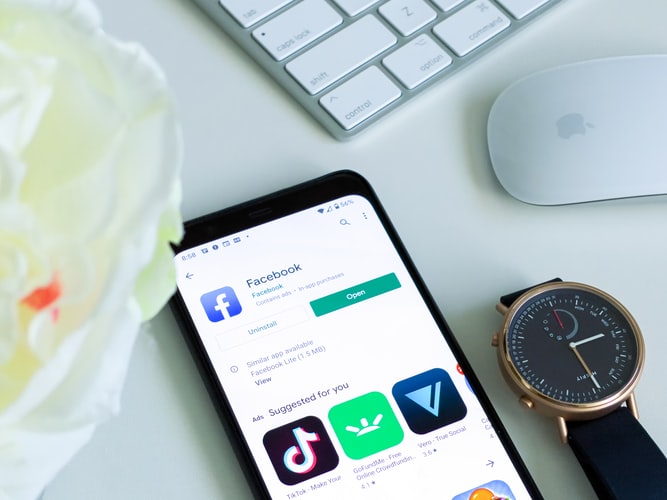 tab
caps lock
shift
control
Z
option
command
8:58
56%
Facebook
Facebook
Contains ads • In-app purchases
Uninstall
Open
Similar app available
Facebook Lite (1.5 MB)
View
Ads Suggested for you
TikTok - Make Your
GoFundMe - Free
Online Crowdfundin...
4.1
Vero - True Social
3.6